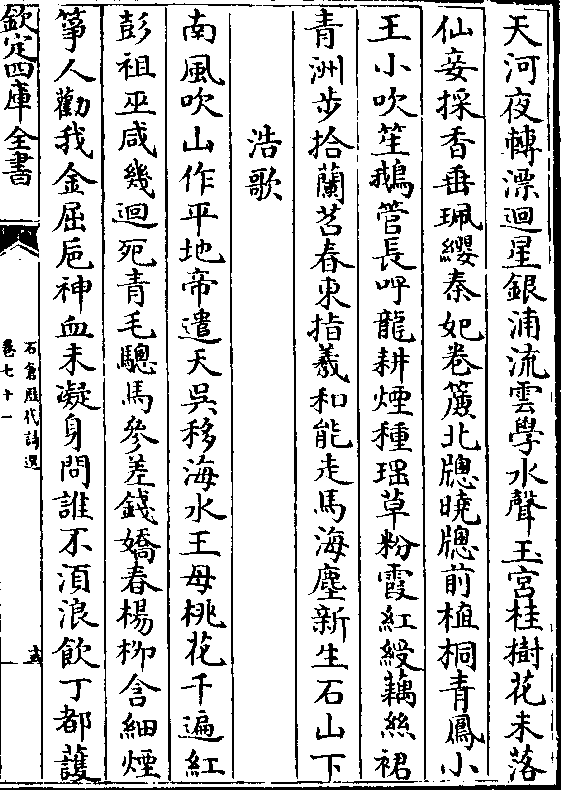 天河夜轉漂迴星銀浦流雲學水聲玉宮桂樹花未落
仙妾採香垂珮纓秦妃卷簾北牕曉牕前植桐青鳳小
王小吹笙鵝管長呼龍耕煙種瑶草粉霞紅綬藕絲裙
青洲步拾蘭苕春東指羲和能走馬海塵新生石山下
浩歌
南風吹山作平地帝遣天吳移海水王母桃花千遍紅
彭祖巫咸幾迴死青毛驄馬參差錢嬌春楊柳含細煙
箏人勸我金屈巵神血未凝身問誰不須浪飲丁都護
欽定四庫全書
石倉歷代詩選
卷七十一